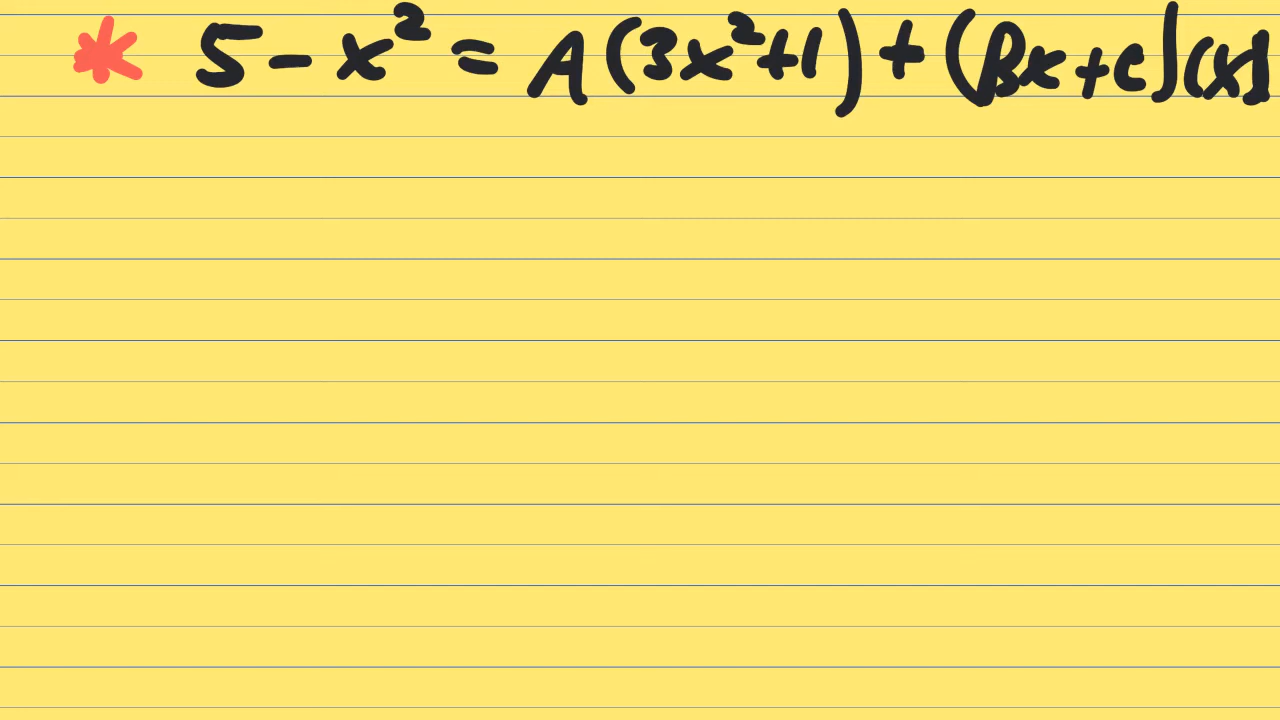 * 5 - x² = A(3x²+1) + (Bx+C)(x)